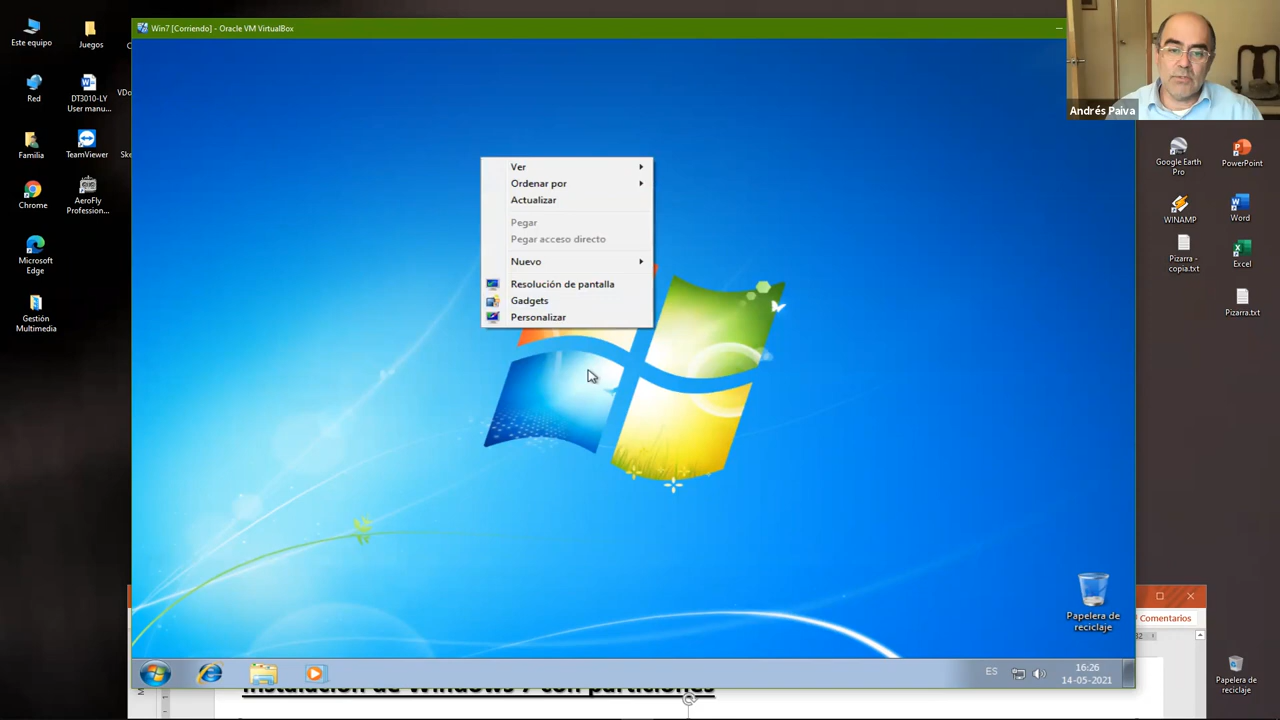 Win7 [Corriendo] - Oracle VM VirtualBox
Andrés Paiva
Este equipo
Juegos
Red
DT3010-LY
User manu...
Familia
TeamViewer
Chrome
AeroFly
Profession...
Microsoft
Edge
Gestión
Multimedia
Ver
Ordenar por
Actualizar
Pegar
Pegar acceso directo
Nuevo
Resolución de pantalla
Gadgets
Personalizar
Google Earth
Pro
PowerPoint
WINAMP
Word
Pizarra -
copia.txt
Excel
Pizarra.txt
Papelera de
reciclaje
Comentarios
ES
16:26
14-05-2021
Instalación de Windows 7 con particiones
Papelera de
reciclaje